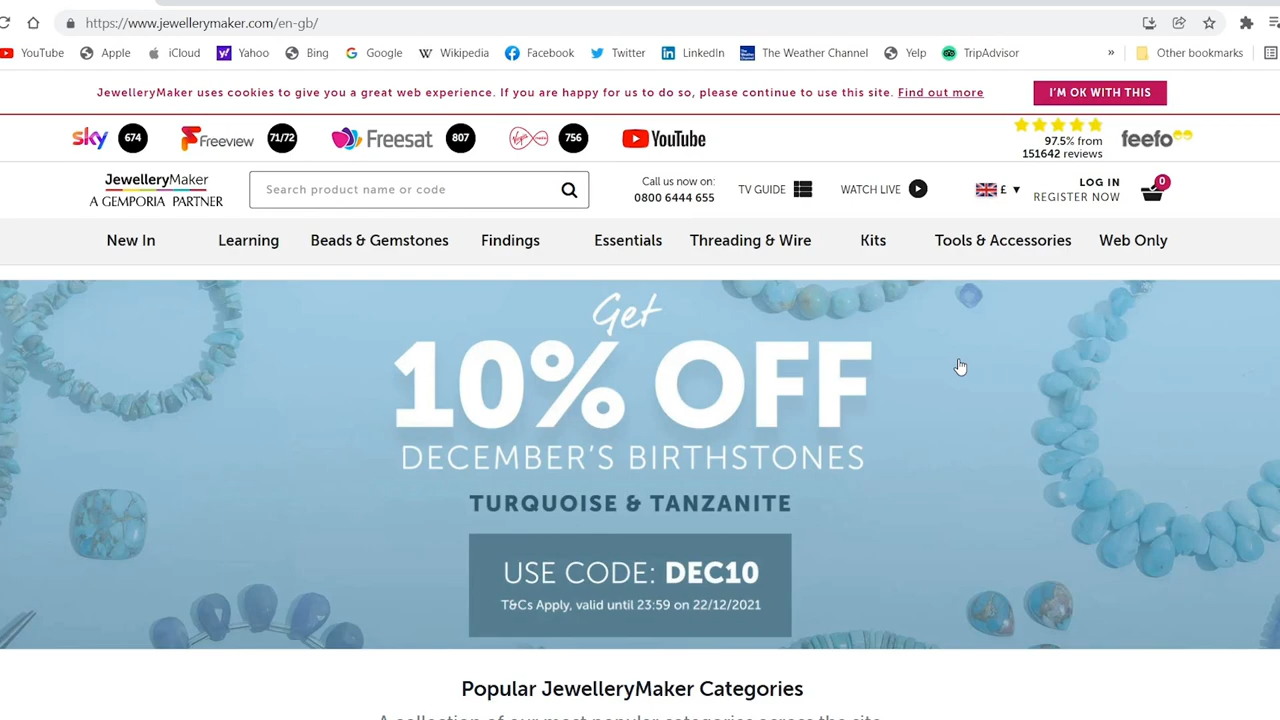 https://www.jewellerymaker.com/en-gb/
YouTube Apple iCloud Yahoo Bing Google Wikipedia Facebook Twitter LinkedIn The Weather Channel Yelp TripAdvisor » Other bookmarks
JewelleryMaker uses cookies to give you a great web experience. If you are happy for us to do so, please continue to use this site. Find out more
I'M OK WITH THIS
sky 674 Freeview 71/72 Freesat 807 Virgin media 756 YouTube
97.5% from
151642 reviews
feefo
JewelleryMaker
A GEMPORIA PARTNER
Search product name or code
Call us now on:
0800 6444 655
TV GUIDE
WATCH LIVE
£ ▼
LOG IN
REGISTER NOW
0
New In Learning Beads & Gemstones Findings Essentials Threading & Wire Kits Tools & Accessories Web Only
Get
10% OFF
DECEMBER'S BIRTHSTONES
TURQUOISE & TANZANITE
USE CODE: DEC10
T&Cs Apply, valid until 23:59 on 22/12/2021
Popular JewelleryMaker Categories
A collection of our most popular categories across the site